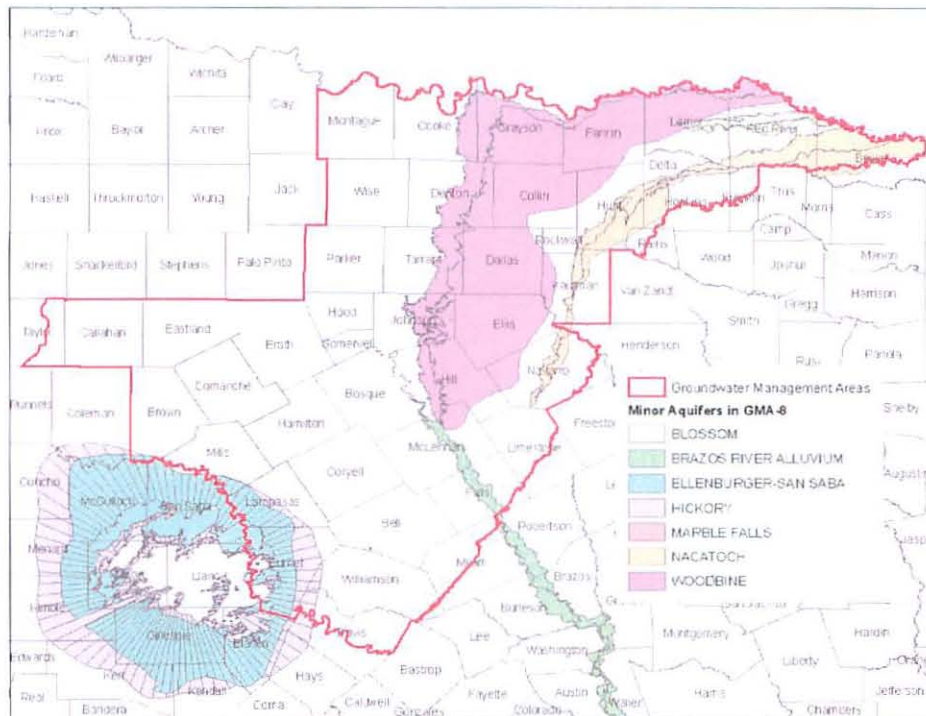 Hardeman
Wilbarger
Wichita
Foard
Clay
Montague
Cooke
Grayson
Fannin
Lamar
Red River
Knox
Baylor
Archer
Delta
Bowie
Haskell
Throckmorton
Young
Jack
Wise
Denton
Collin
Hunt
Hopkins
Titus
Morris
Cass
Rockwall
Rains
Wood
Camp
Upshur
Marion
Jones
Shackelford
Stephens
Palo Pinto
Parker
Tarrant
Dallas
Kaufman
Van Zandt
Gregg
Harrison
Smith
Taylor
Callahan
Eastland
Hood
Johnson
Ellis
Henderson
Somervell
Erath
Panola
Comanche
Hill
Navarro
Bosque
Runnels
Coleman
Brown
Hamilton
Freestone
Shelby
Mills
McLennan
Limestone
Concho
Coryell
McCulloch
San Saba
Lampasas
Falls
Bell
Robertson
Menard
Burnet
Milam
Llano
Williamson
Brazos
Kimble
Burleson
Gillespie
Blanco
Lee
Washington
Montgomery
Hardin
Edwards
Kerr
Hays
Bastrop
Liberty
Real
Kendall
Bandera
Caldwell
Fayette
Austin
Waller
Harris
Jefferson
Gonzales
Colorado
Chambers
Groundwater Management Areas
Minor Aquifers in GMA-8
BLOSSOM
BRAZOS RIVER ALLUVIUM
ELLENBURGER-SAN SABA
HICKORY
MARBLE FALLS
NACATOCH
WOODBINE